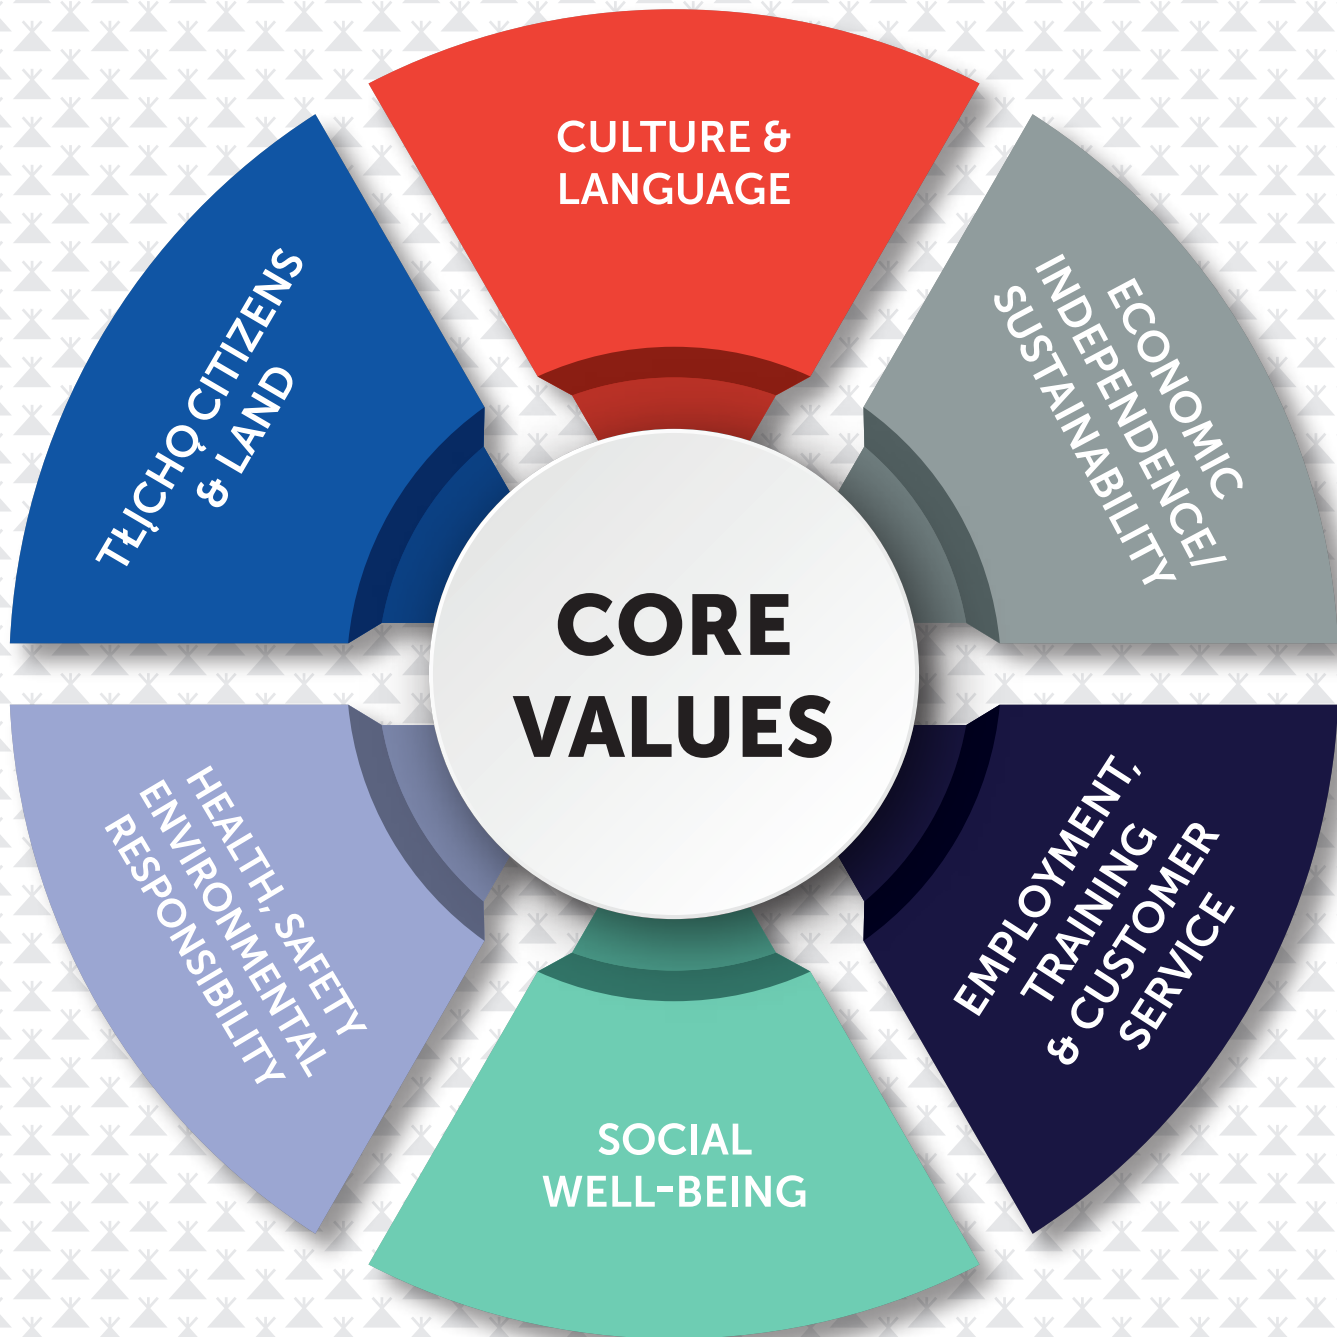 CULTURE &
LANGUAGE
ECONOMIC
INDEPENDENCE/
SUSTAINABILITY
EMPLOYMENT,
TRAINING
& CUSTOMER
SERVICE
SOCIAL
WELL-BEING
HEALTH, SAFETY
ENVIRONMENTAL
RESPONSIBILITY
TŁĮCHǪ CITIZENS
& LAND
CORE
VALUES